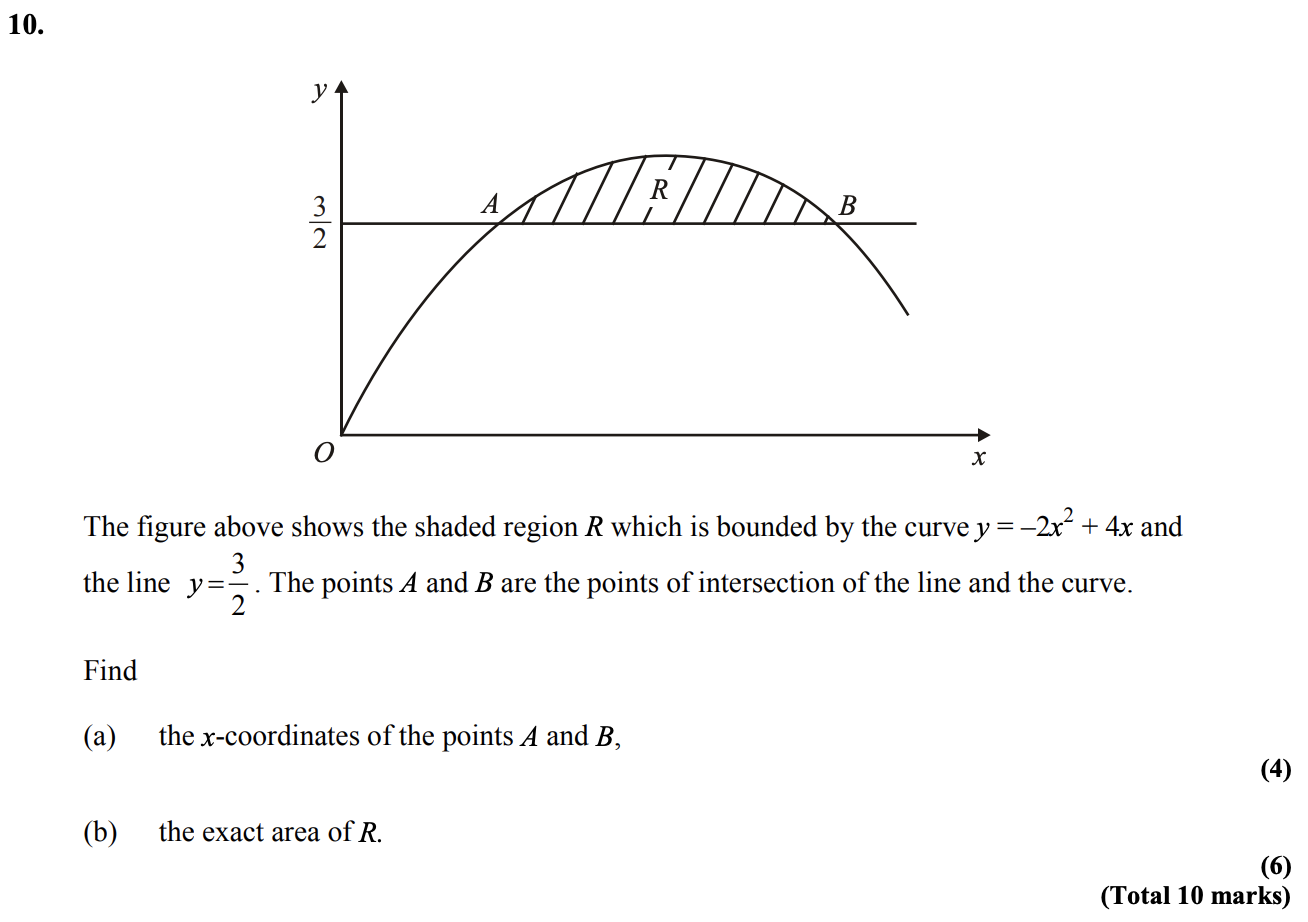 10.
y
3/2
A
R
B
O
x
The figure above shows the shaded region R which is bounded by the curve y = –2x² + 4x and
the line y = 3/2 . The points A and B are the points of intersection of the line and the curve.
Find
(a) the x-coordinates of the points A and B,
(4)
(b) the exact area of R.
(6)
(Total 10 marks)